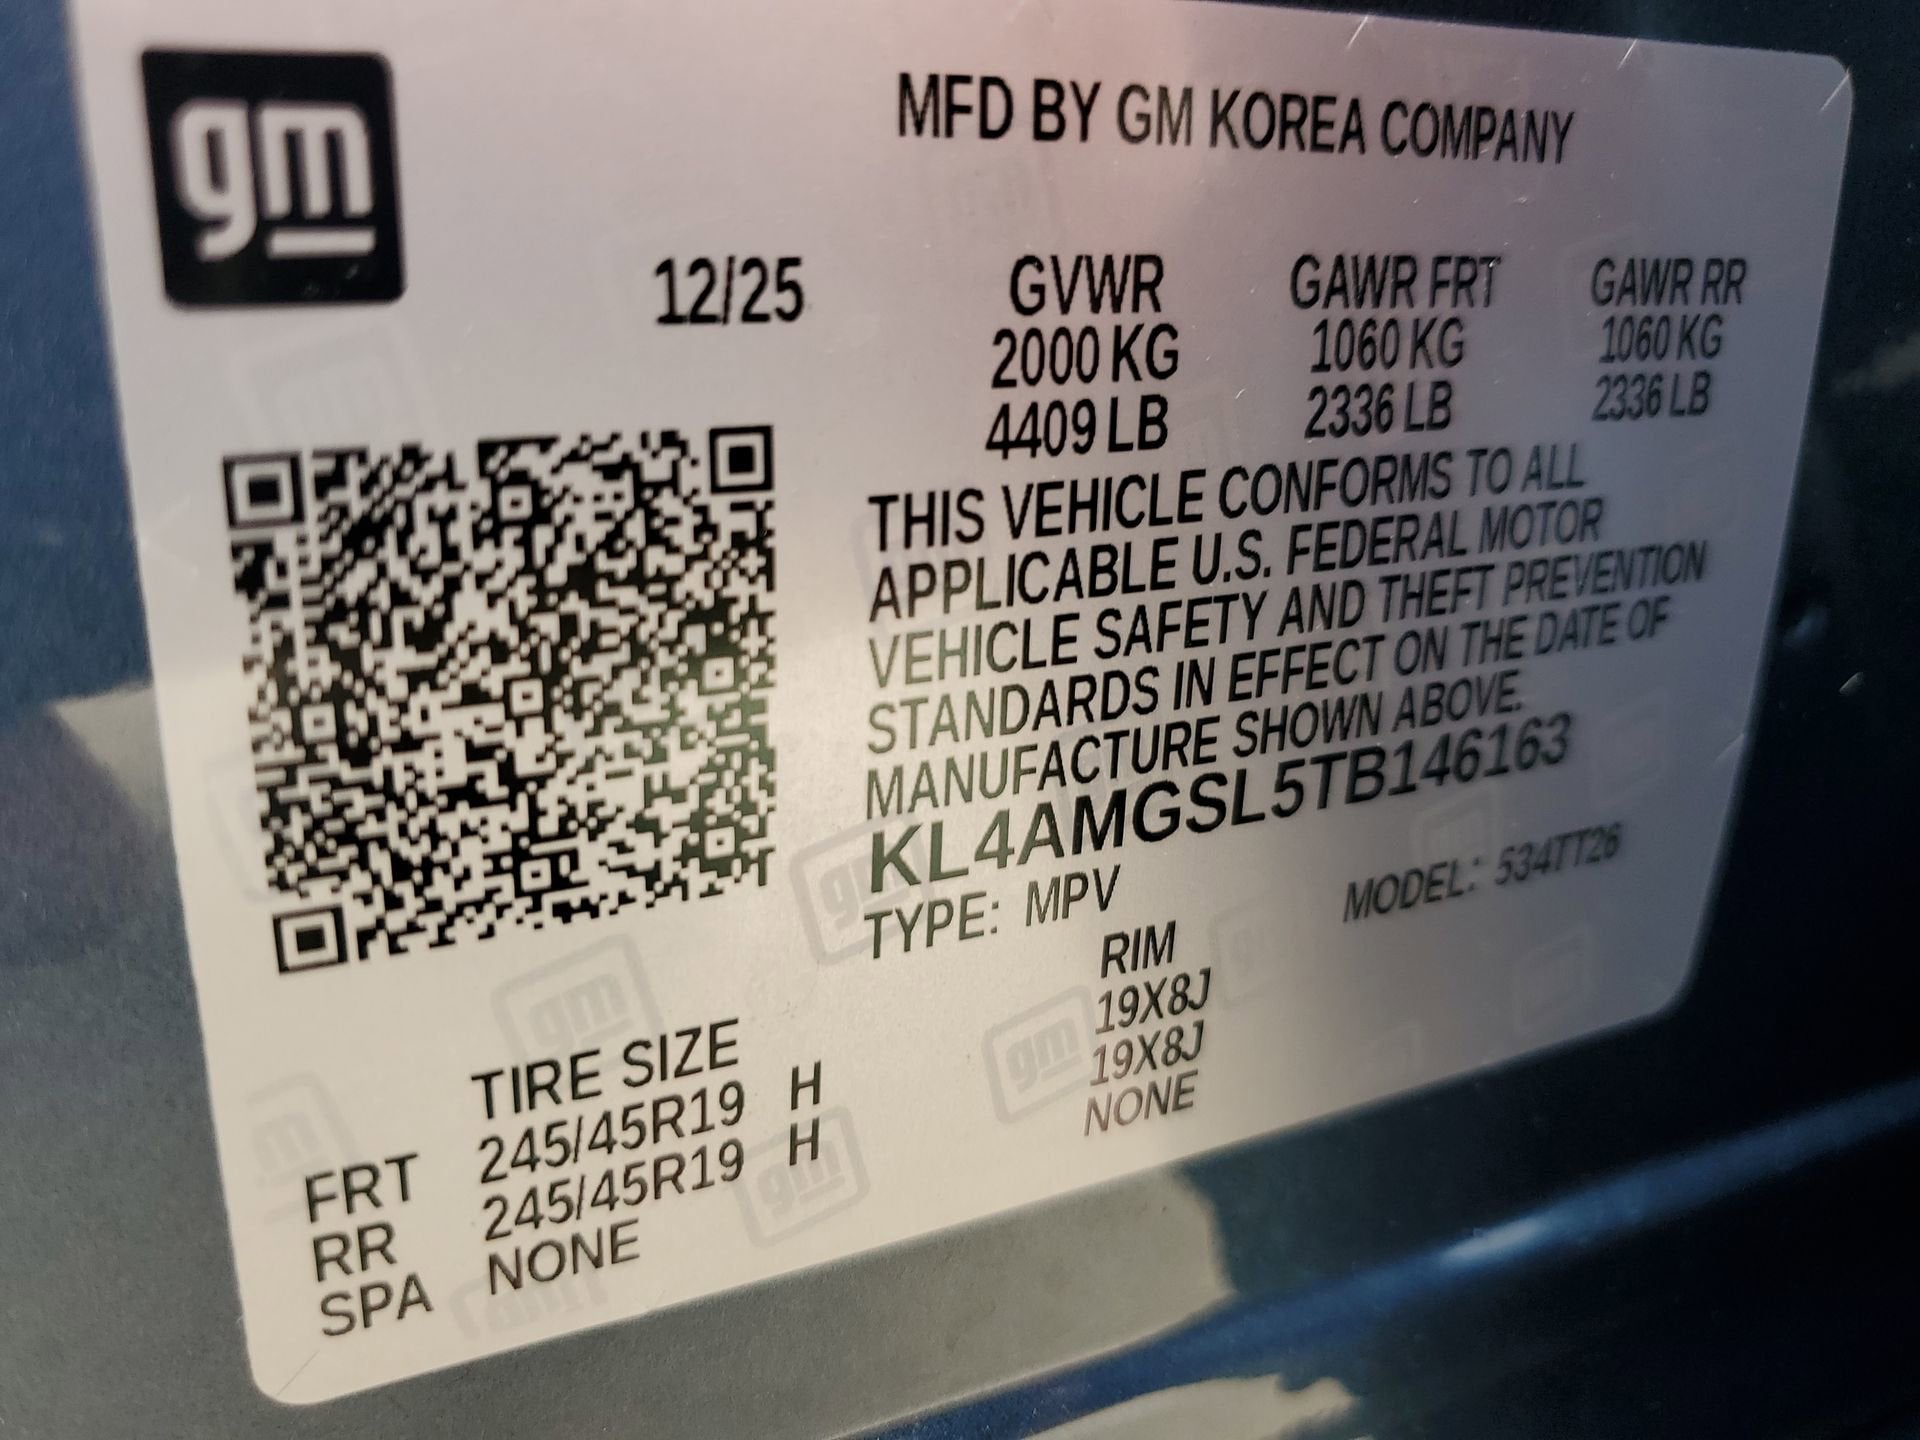 gm
MFD BY GM KOREA COMPANY
12/25
GVWR GAWR FRT GAWR RR
2000 KG 1060 KG 1060 KG
4409 LB 2336 LB 2336 LB
THIS VEHICLE CONFORMS TO ALL
APPLICABLE U.S. FEDERAL MOTOR
VEHICLE SAFETY AND THEFT PREVENTION
STANDARDS IN EFFECT ON THE DATE OF
MANUFACTURE SHOWN ABOVE.
KL4AMGSL5TB146163
TYPE: MPV MODEL: 534TT26
TIRE SIZE RIM
FRT 245/45R19 H 19X8J
RR 245/45R19 H 19X8J
SPA NONE NONE